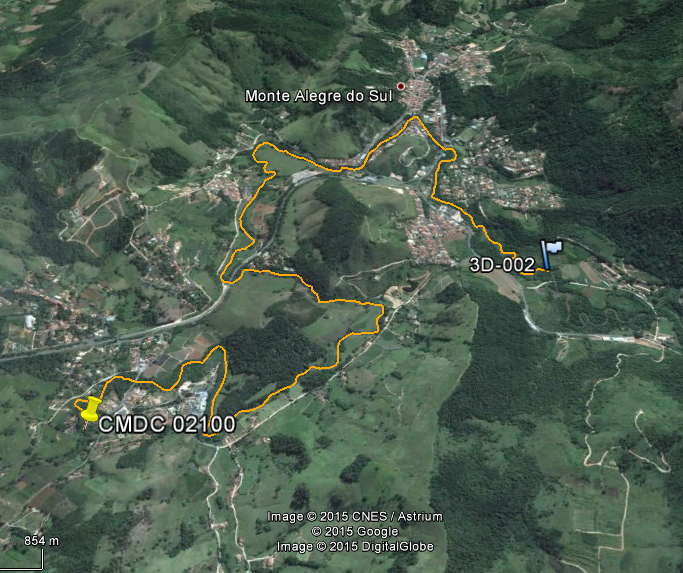 Monte Alegre do Sul
3D-002
CMDC 02100
Image © 2015 CNES / Astrium
© 2015 Google
Image © 2015 DigitalGlobe
854 m